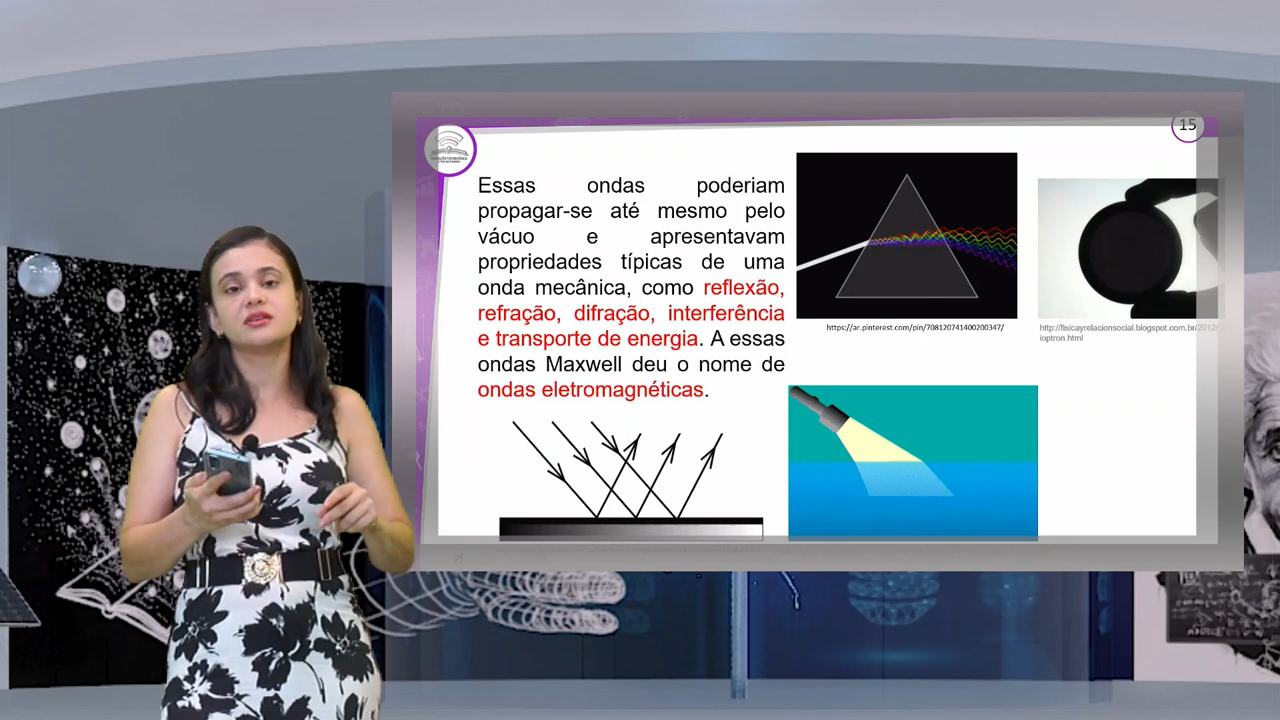 15
Essas ondas poderiam
propagar-se até mesmo pelo
vácuo e apresentavam
propriedades típicas de uma
onda mecânica, como reflexão,
refração, difração, interferência
e transporte de energia. A essas
ondas Maxwell deu o nome de
ondas eletromagnéticas.
https://ar.pinterest.com/pin/708120741400200347/
http://fisicayrelacionsocial.blogspot.com.br/2012/
ioptron.html